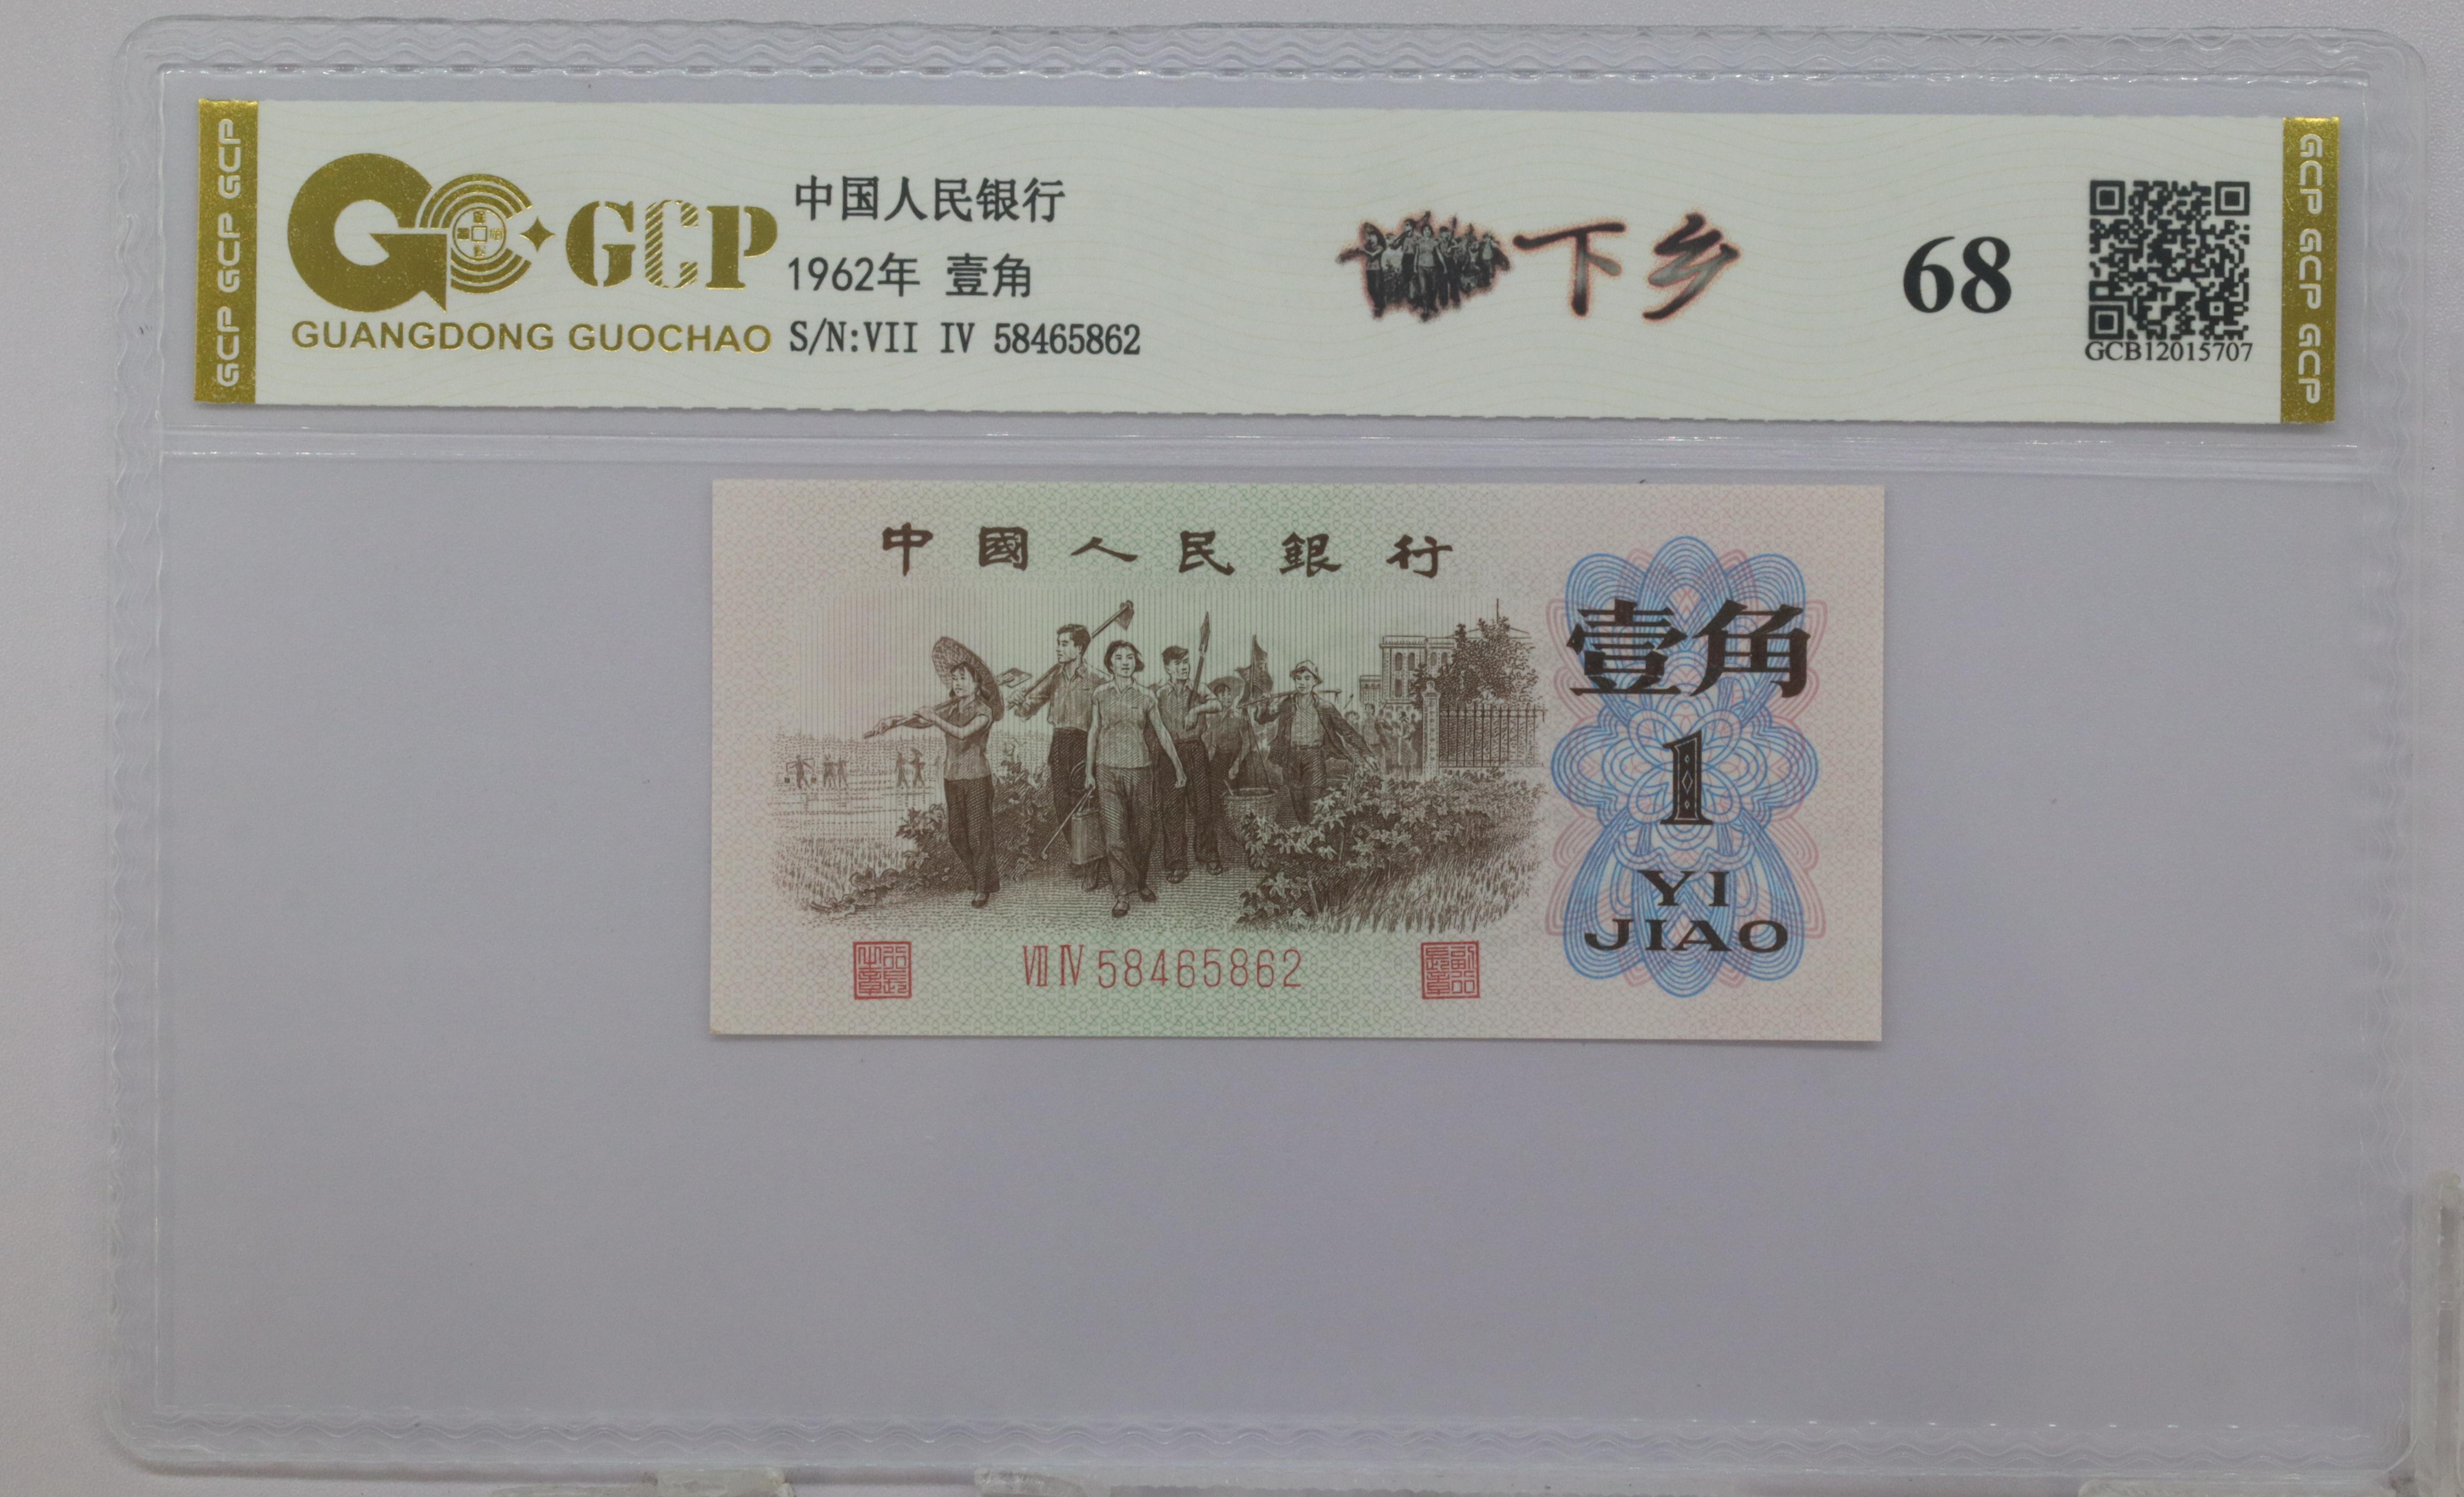 GCP GCP GCP
GCP
GUANGDONG GUOCHAO
中国人民银行
1962年 壹角
S/N:VII IV 58465862
下乡
68
GCB12015707
GCP GCP GCP
中國人民銀行
壹角
1
YI
JIAO
VII IV 58465862